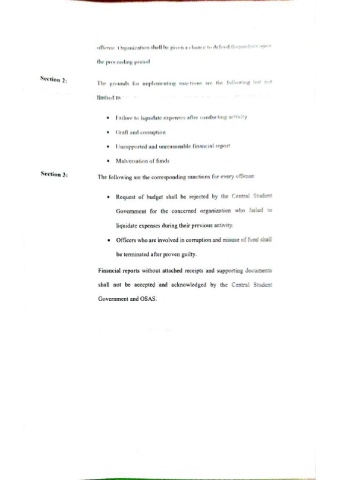 offense. Organization shall be given a chance to defend themselves upon
the proceeding period
Section 2: The grounds for implementing sanctions are the following but not
limited to
• Failure to liquidate expenses after conducting activity
• Graft and corruption
• Unsupported and unreasonable financial report
• Malversation of funds
Section 3: The following are the corresponding sanctions for every offense:
• Request of budget shall be rejected by the Central Student
Government for the concerned organization who failed to
liquidate expenses during their previous activity.
• Officers who are involved in corruption and misuse of fund shall
be terminated after proven guilty.
Financial reports without attached receipts and supporting documents
shall not be accepted and acknowledged by the Central Student
Government and OSAS.